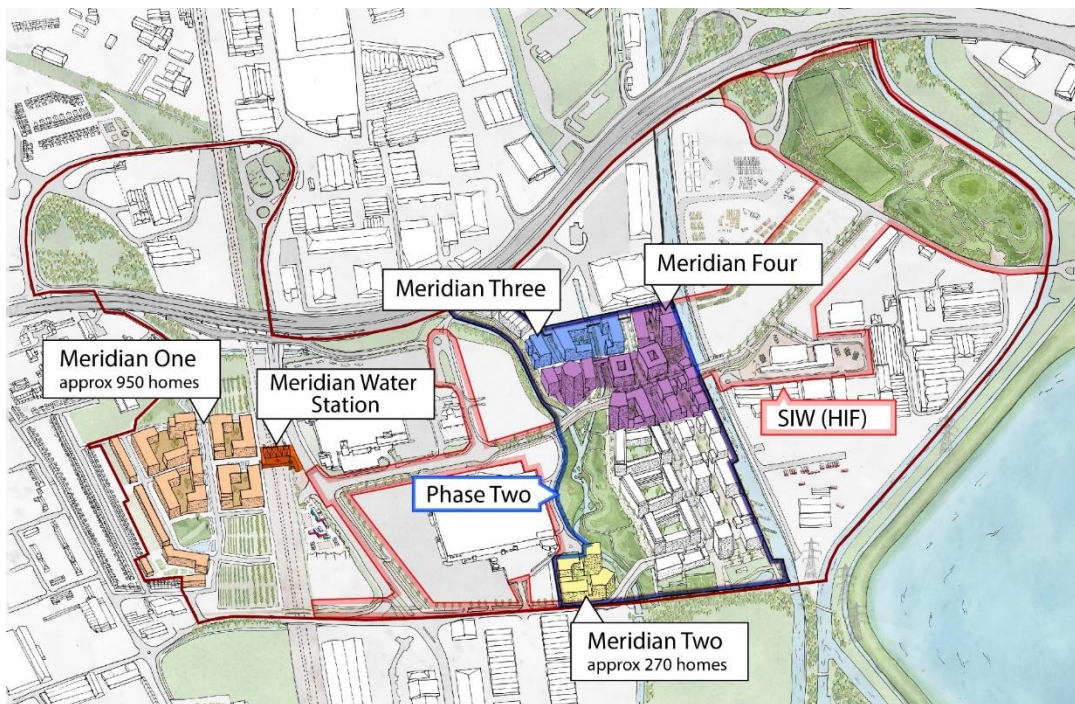 Meridian Four
Meridian Three
Meridian One
approx 950 homes
Meridian Water
Station
SIW (HIF)
Phase Two
Meridian Two
approx 270 homes